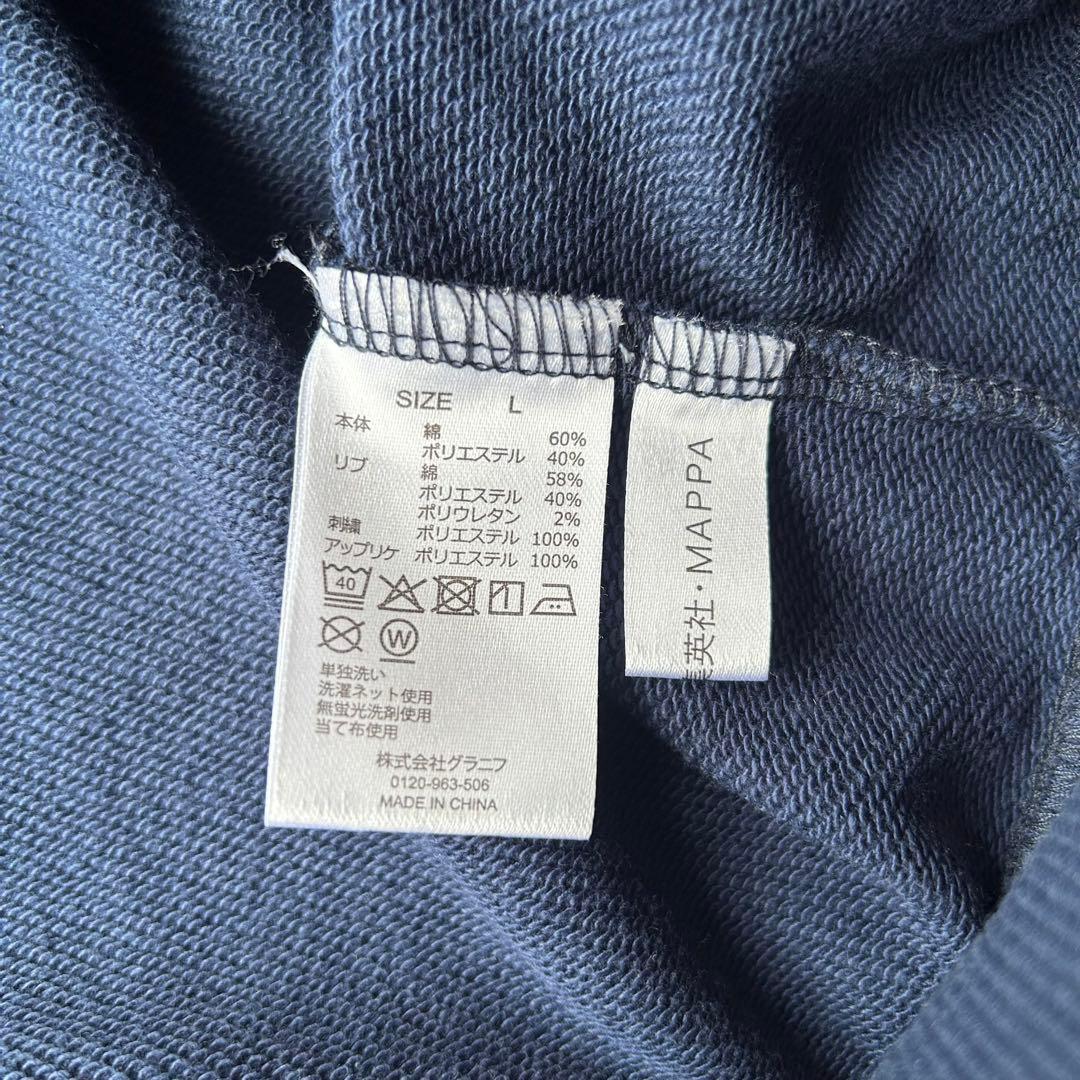 SIZE L
本体 綿 60%
ポリエステル 40%
リブ 綿 58%
ポリエステル 40%
ポリウレタン 2%
刺繍 ポリエステル 100%
アップリケ ポリエステル 100%
40
W
単独洗い
洗濯ネット使用
無蛍光洗剤使用
当て布使用
株式会社グラニフ
0120-963-506
MADE IN CHINA
英社・MAPPA